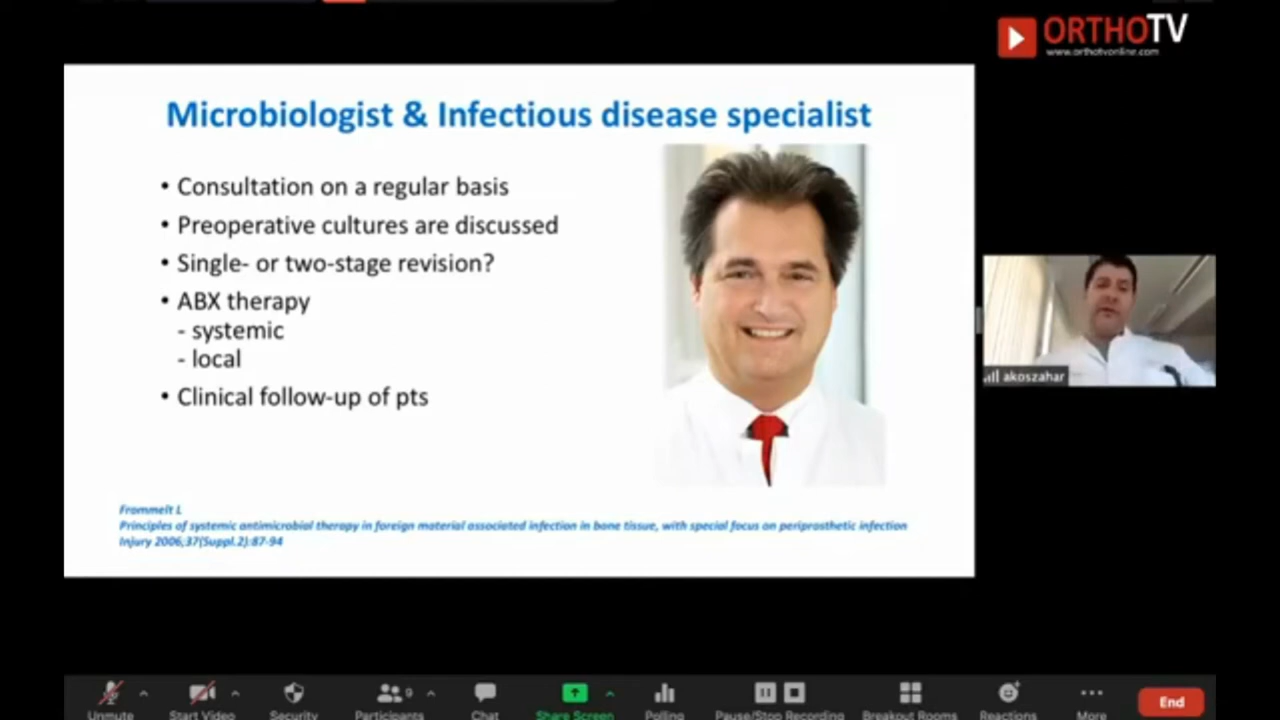 ORTHOTV
www.orthotvonline.com
Microbiologist & Infectious disease specialist
• Consultation on a regular basis
• Preoperative cultures are discussed
• Single- or two-stage revision?
• ABX therapy
- systemic
- local
• Clinical follow-up of pts
akoszahar
Frommelt L
Principles of systemic antimicrobial therapy in foreign material associated infection in bone tissue, with special focus on periprosthetic infection
Injury 2006;37(Suppl.2):87-94
9
Unmute
Start Video
Security
Participants
Chat
Share Screen
Polling
Pause/Stop Recording
Breakout Rooms
Reactions
More
End